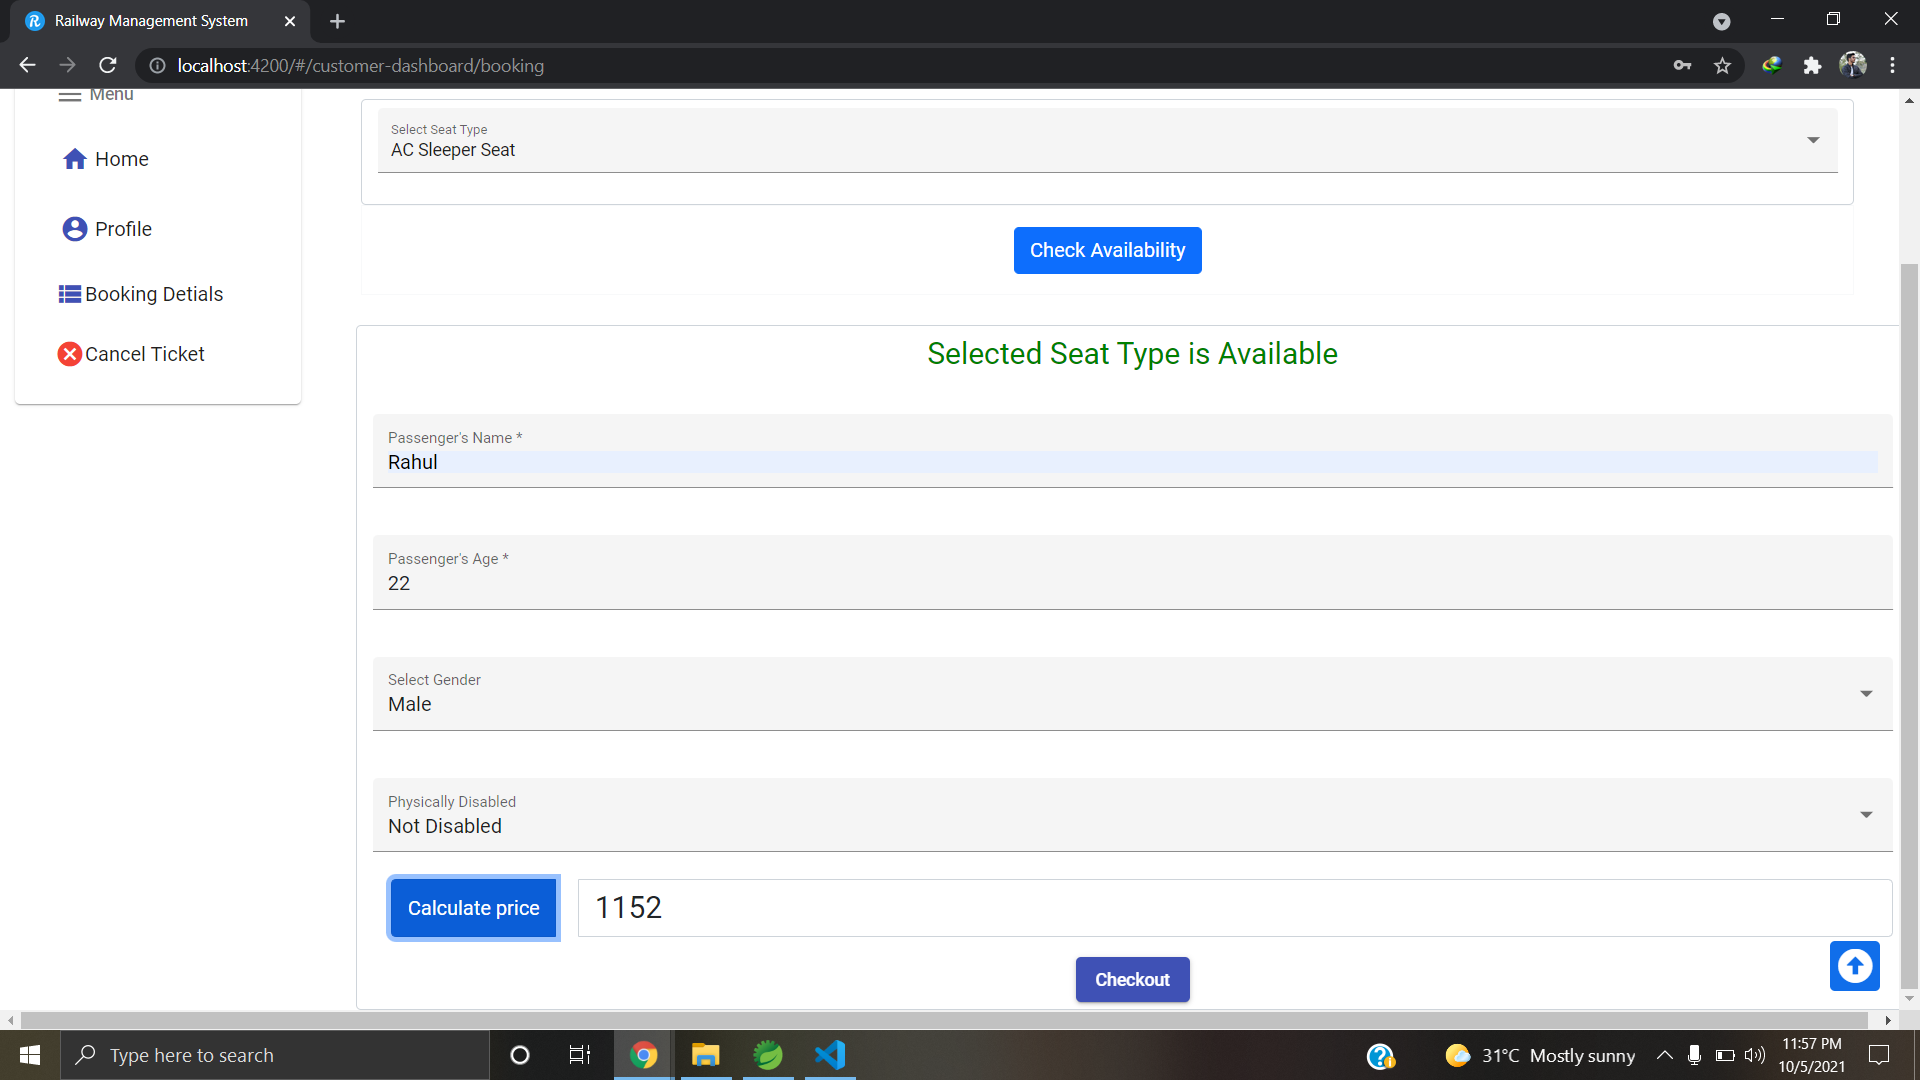 Railway Management System
localhost:4200/#/customer-dashboard/booking
Menu
Home
Profile
Booking Detials
Cancel Ticket
Select Seat Type
AC Sleeper Seat
Check Availability
Selected Seat Type is Available
Passenger's Name *
Rahul
Passenger's Age *
22
Select Gender
Male
Physically Disabled
Not Disabled
Calculate price
1152
Checkout
Type here to search
31°C Mostly sunny
11:57 PM
10/5/2021